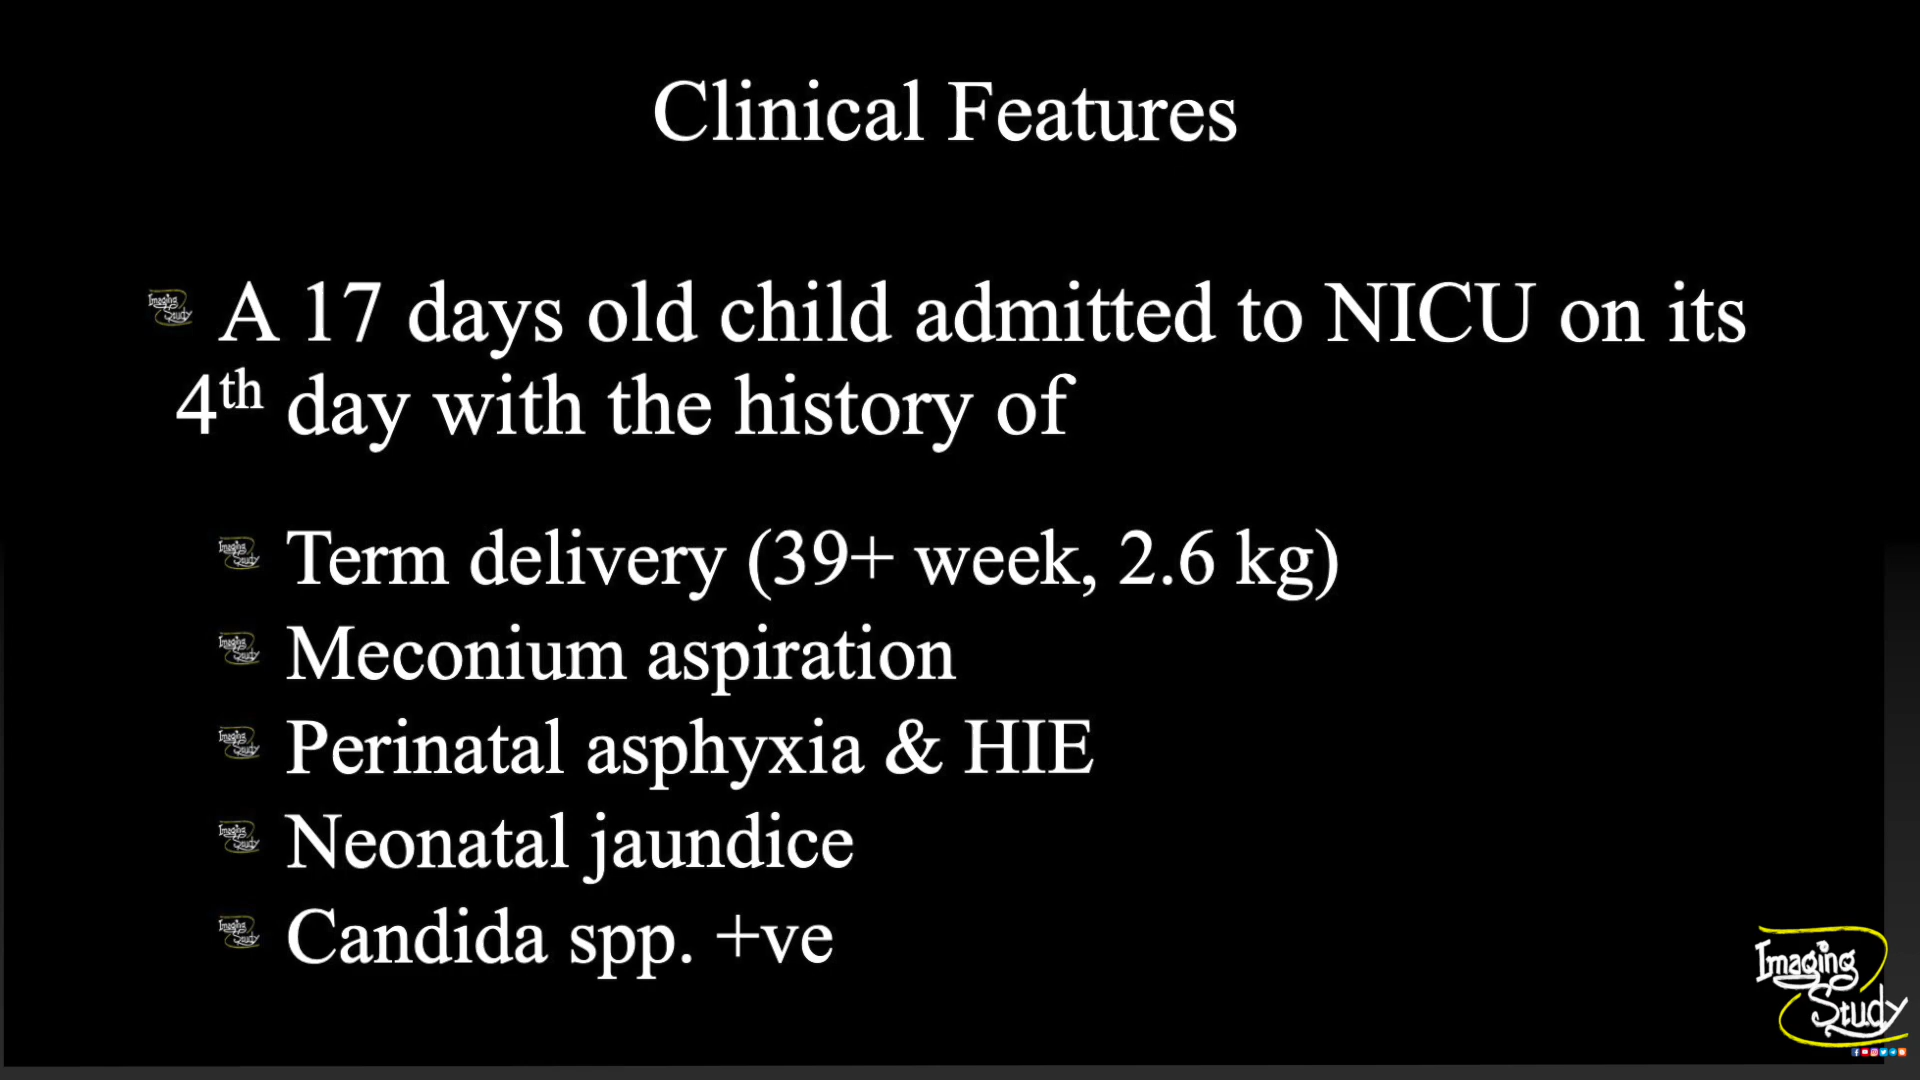 Clinical Features
A 17 days old child admitted to NICU on its
4th day with the history of
Term delivery (39+ week, 2.6 kg)
Meconium aspiration
Perinatal asphyxia & HIE
Neonatal jaundice
Candida spp. +ve
Imaging
Study